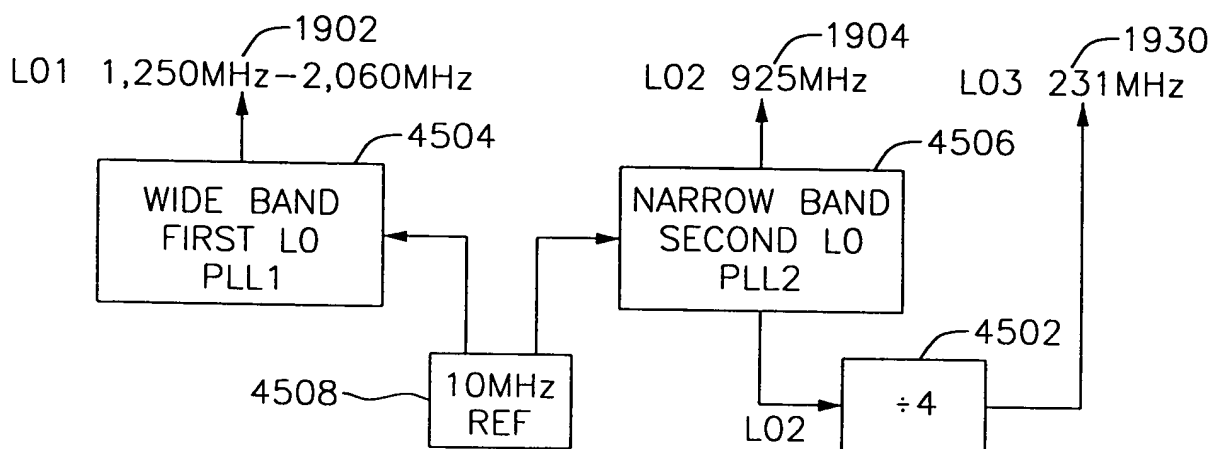 1902
1904
1930
LO1 1,250MHz-2,060MHz
LO2 925MHz
LO3 231MHz
4504
4506
WIDE BAND
FIRST LO
PLL1
NARROW BAND
SECOND LO
PLL2
4502
4508
10MHz
REF
÷4
LO2